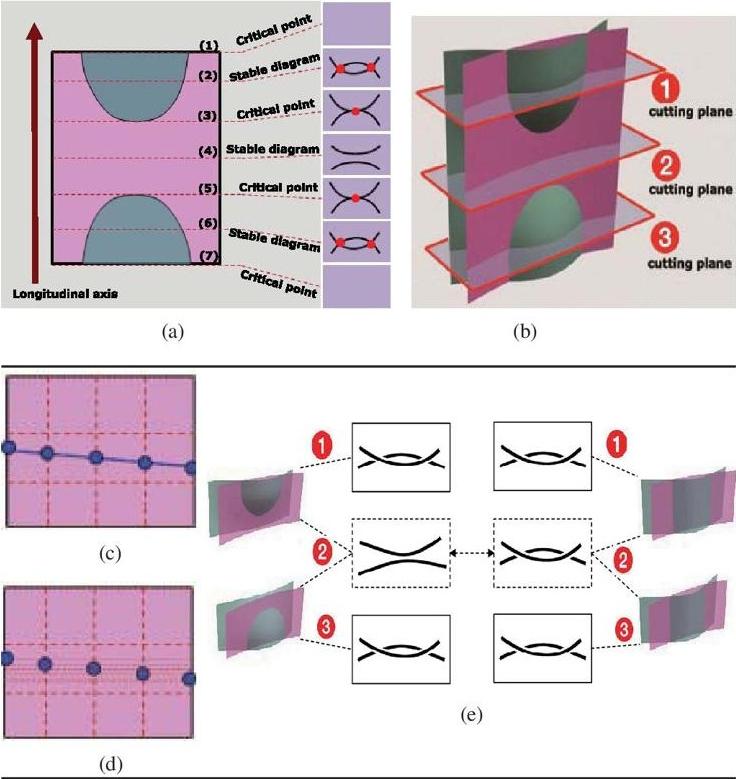 (1)
Critical point
(2)
Stable diagram
(3)
Critical point
(4)
Stable diagram
(5)
Critical point
(6)
Stable diagram
(7)
Critical point
Longitudinal axis
(a)
1
cutting plane
2
cutting plane
3
cutting plane
(b)
(c)
(d)
1
1
2
2
3
3
(e)